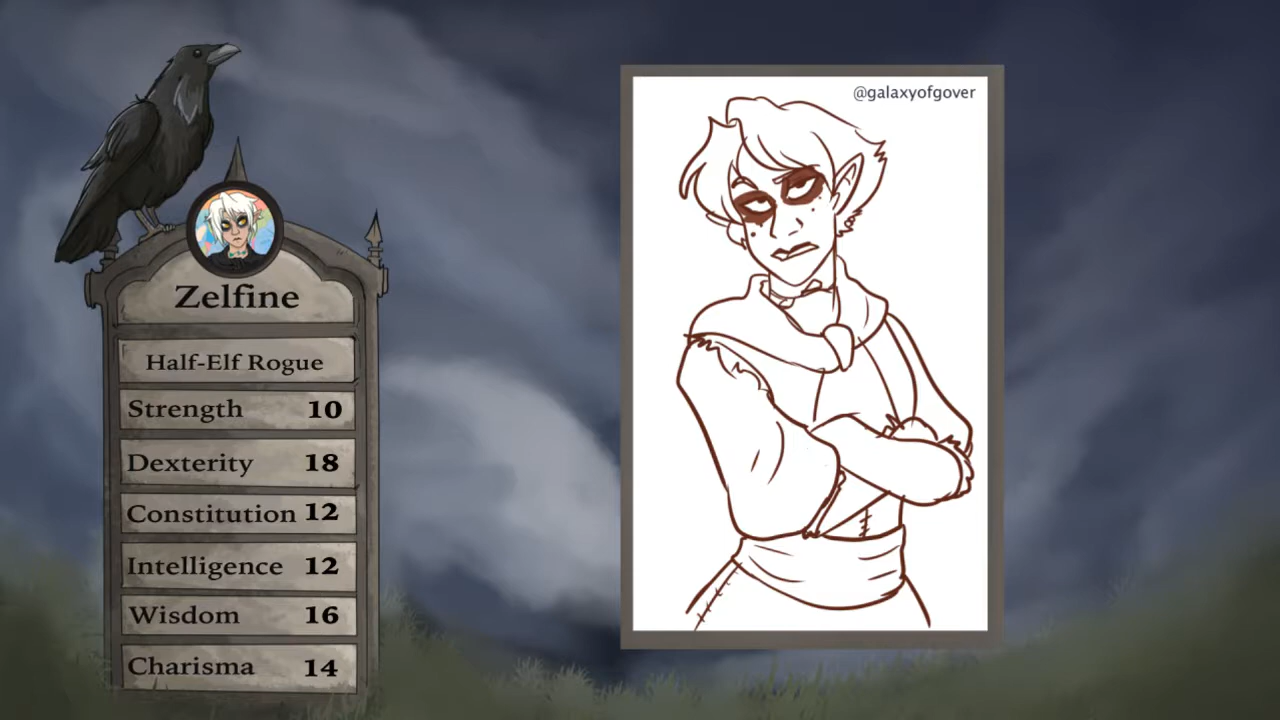 @galaxyofgover
Zelfine
Half-Elf Rogue
Strength 10
Dexterity 18
Constitution 12
Intelligence 12
Wisdom 16
Charisma 14